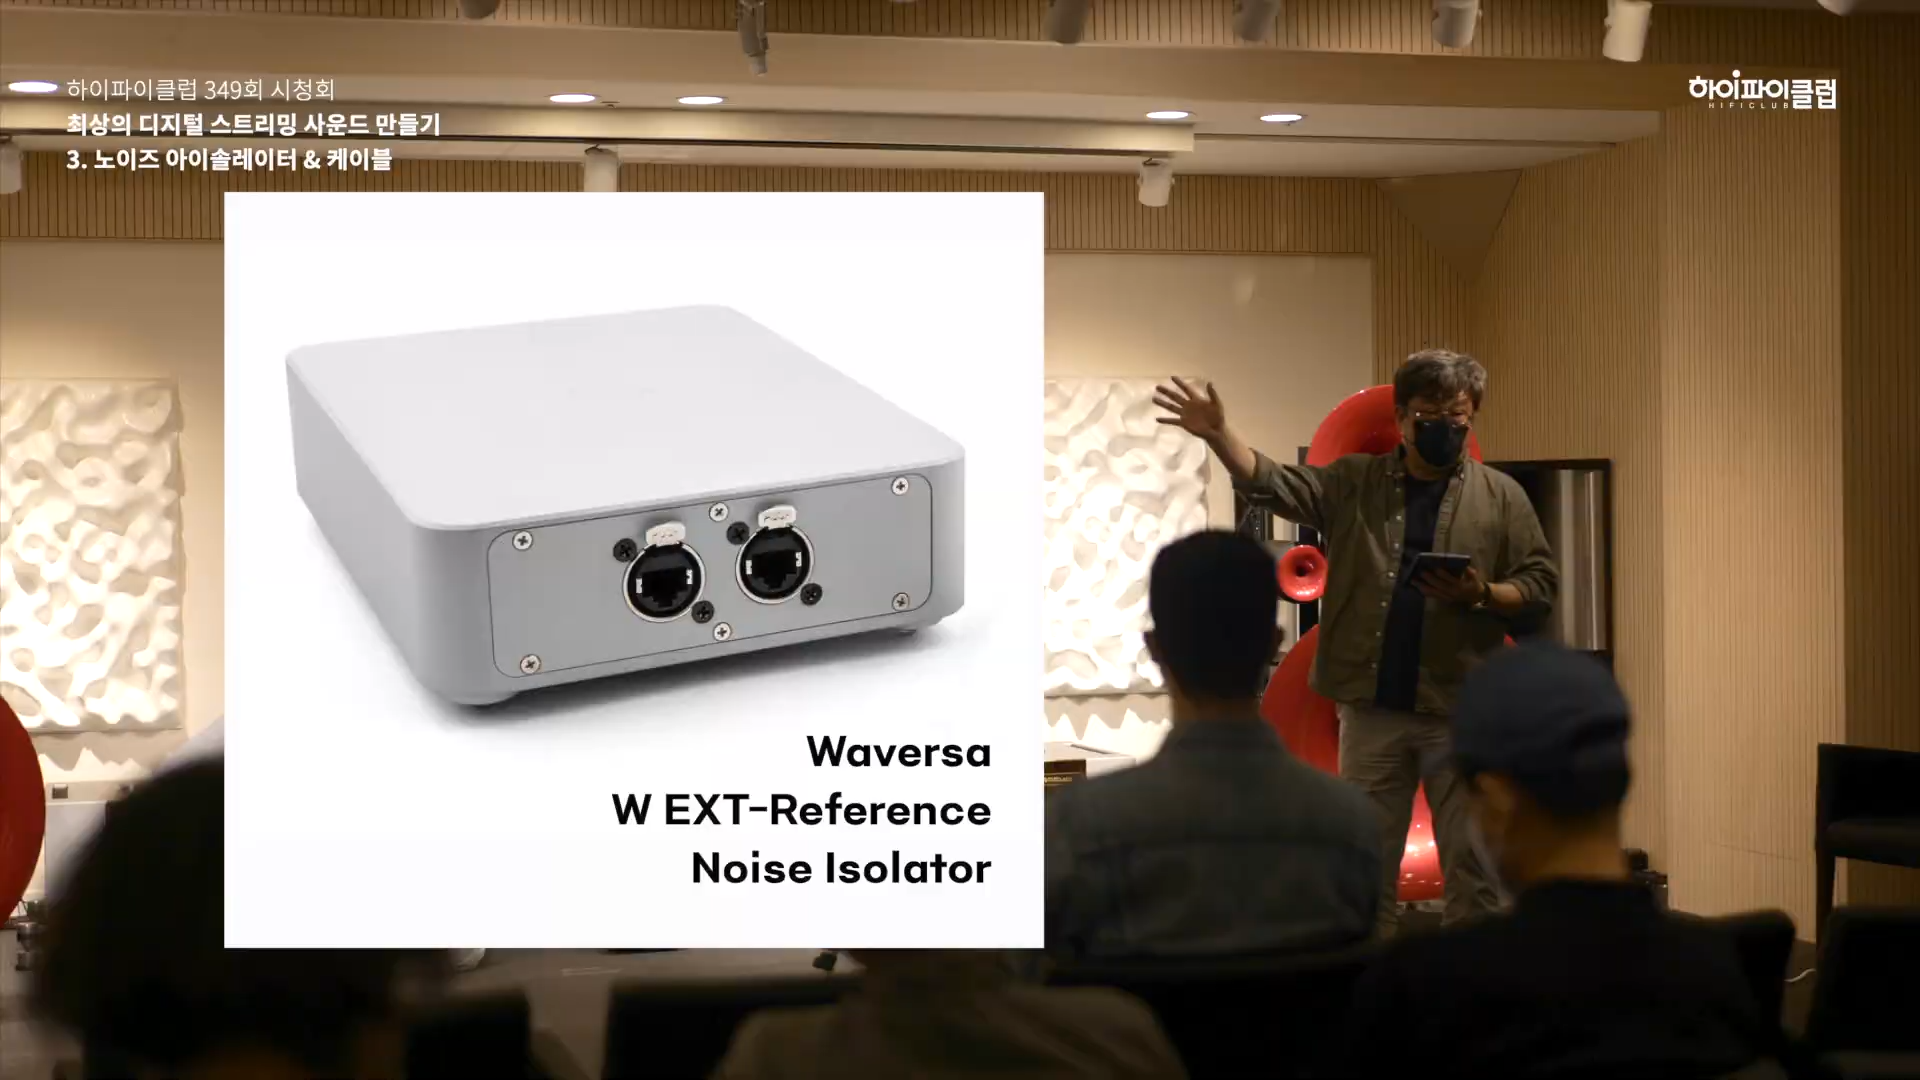 하이파이클럽 349회 시청회
최상의 디지털 스트리밍 사운드 만들기
3. 노이즈 아이솔레이터 & 케이블
하이파이클럽
HIFICLUB
Waversa
W EXT-Reference
Noise Isolator